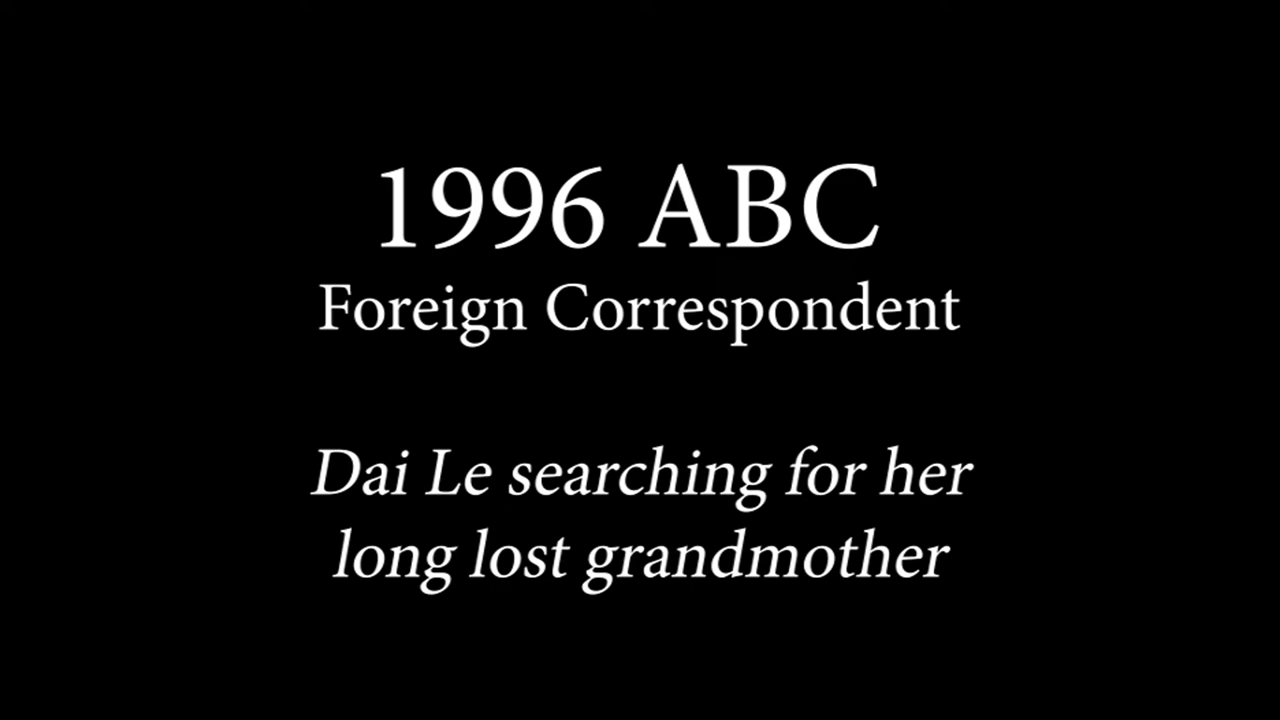 1996 ABC
Foreign Correspondent
Dai Le searching for her
long lost grandmother